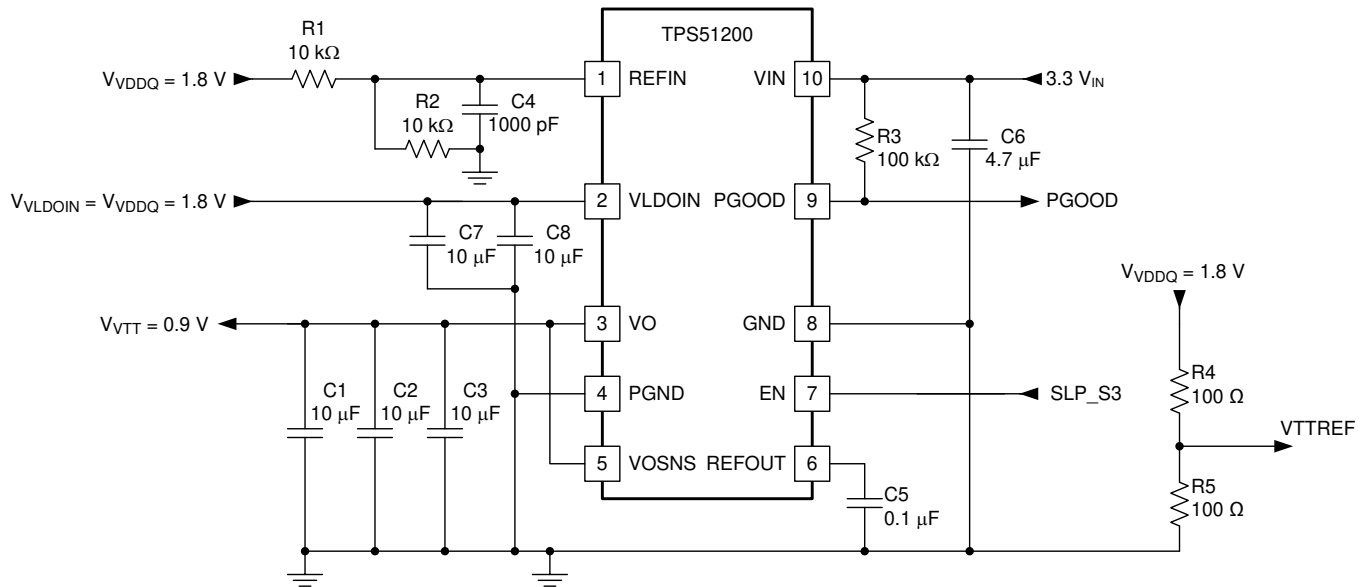 TPS51200
R1
10 kΩ
V_VDDQ = 1.8 V
1
REFIN
VIN
10
3.3 V_IN
R2
10 kΩ
C4
1000 pF
R3
100 kΩ
C6
4.7 μF
V_VLDOIN = V_VDDQ = 1.8 V
2
VLDOIN
PGOOD
9
PGOOD
C7
10 μF
C8
10 μF
V_VDDQ = 1.8 V
V_VTT = 0.9 V
3
VO
GND
8
C1
10 μF
C2
10 μF
C3
10 μF
4
PGND
EN
7
SLP_S3
R4
100 Ω
VTTREF
5
VOSNS
REFOUT
6
C5
0.1 μF
R5
100 Ω